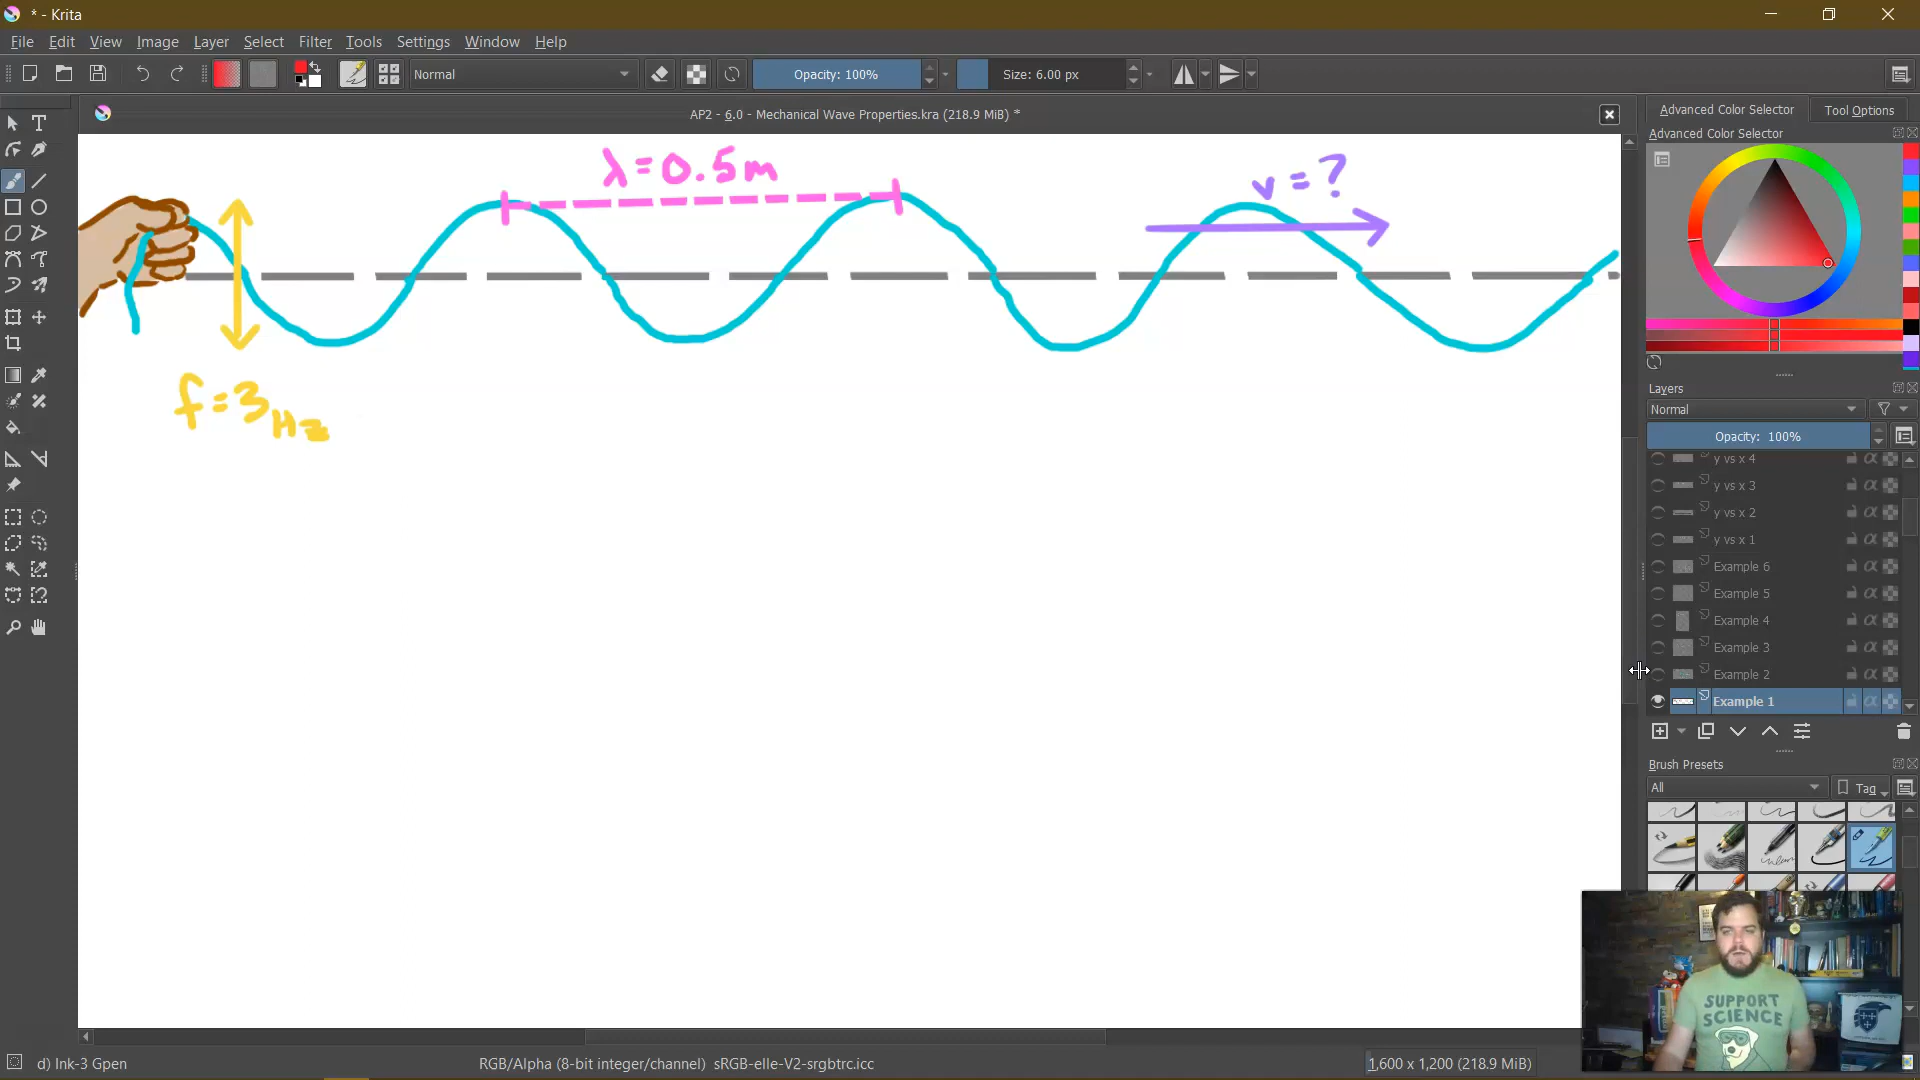 * - Krita
File Edit View Image Layer Select Filter Tools Settings Window Help
Normal
Opacity: 100%
Size: 6.00 px
AP2 - 6.0 - Mechanical Wave Properties.kra (218.9 MiB) *
Advanced Color Selector
Tool Options
Advanced Color Selector
λ=0.5m
v=?
f=3Hz
Layers
Normal
Opacity: 100%
y vs x 4
y vs x 3
y vs x 2
y vs x 1
Example 6
Example 5
Example 4
Example 3
Example 2
Example 1
Brush Presets
All
Tag
SUPPORT
SCIENCE
d) Ink-3 Gpen
RGB/Alpha (8-bit integer/channel) sRGB-elle-V2-srgbtrc.icc
1,600 x 1,200 (218.9 MiB)